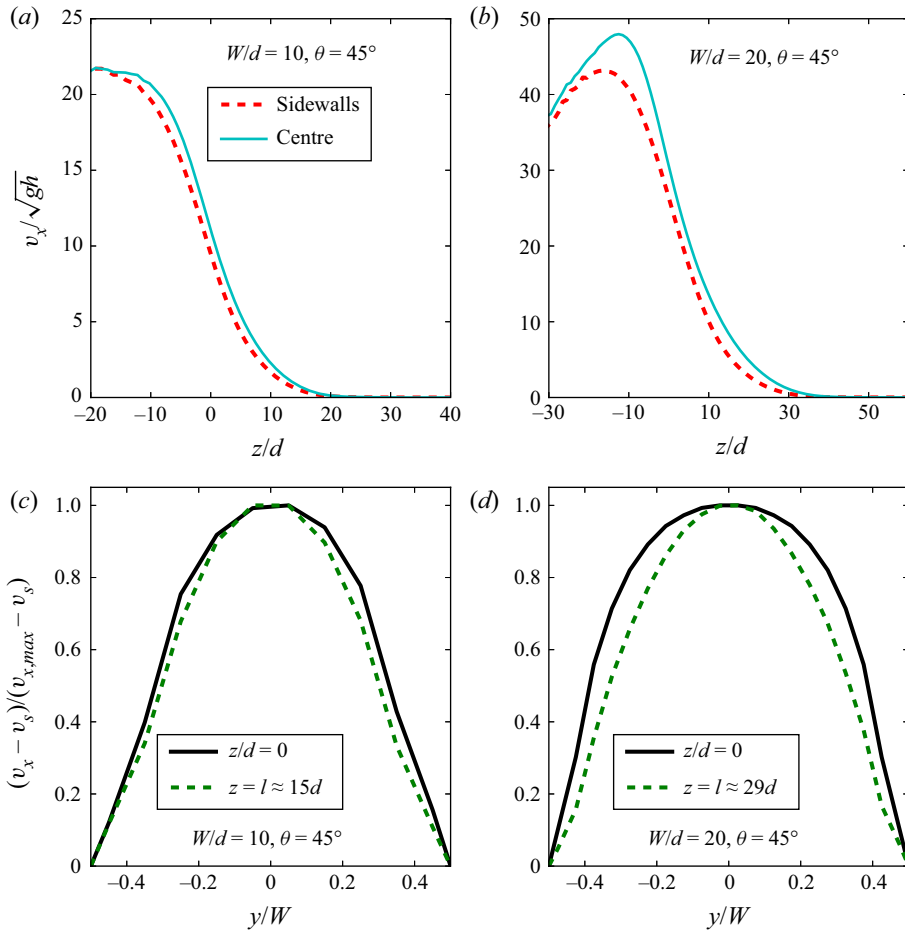 (a)
W/d = 10, θ = 45°
Sidewalls
Centre
v_x/√gh
25
20
15
10
5
0
–20
–10
0
10
20
30
40
z/d
(b)
W/d = 20, θ = 45°
60
50
40
30
20
10
0
–30
–10
10
30
50
z/d
(c)
(v_x – v_s)/(v_x,max – v_s)
1.0
0.8
0.6
0.4
0.2
0
z/d = 0
z = l ≈ 15d
W/d = 10, θ = 45°
–0.4
–0.2
0
0.2
0.4
y/W
(d)
1.0
0.8
0.6
0.4
0.2
0
z/d = 0
z = l ≈ 29d
W/d = 20, θ = 45°
–0.4
–0.2
0
0.2
0.4
y/W